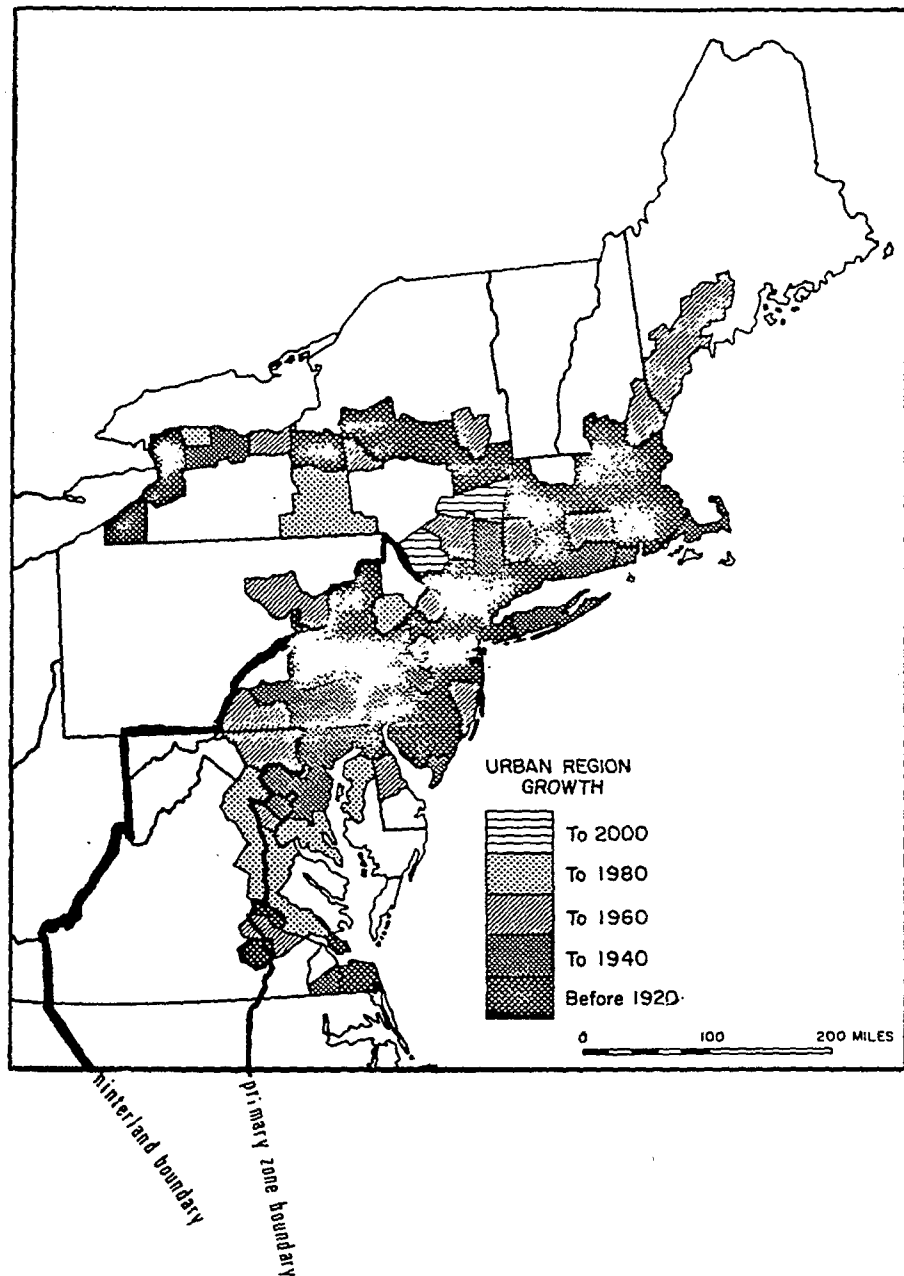 URBAN REGION
GROWTH
To 2000
To 1980
To 1960
To 1940
Before 1920
0 100 200 MILES
hinterland boundary
primary zone boundary